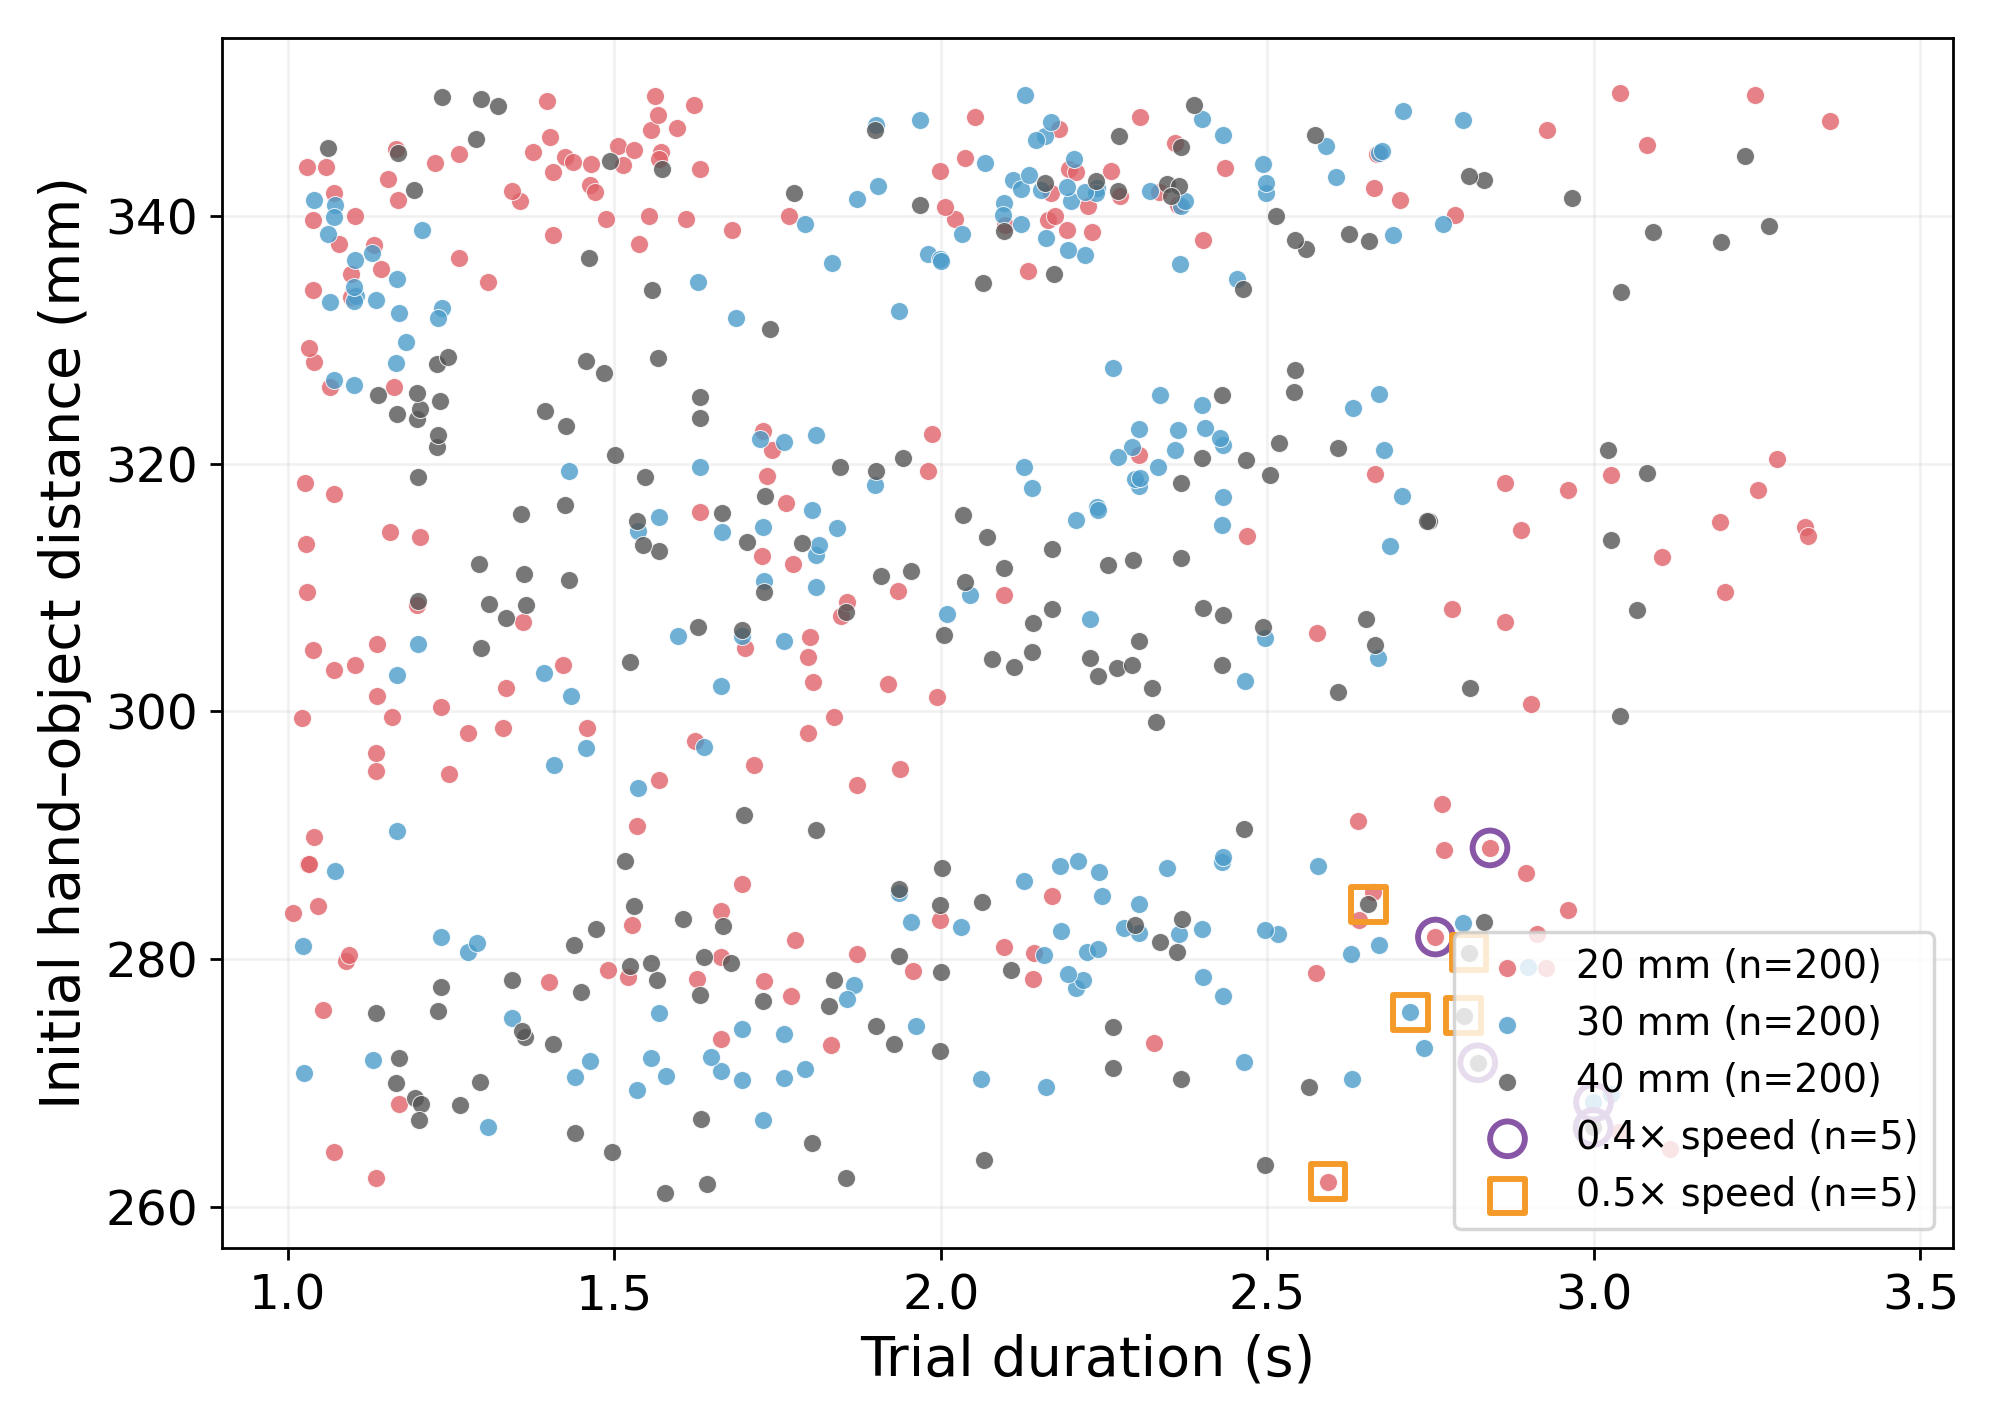 Initial hand–object distance (mm)
340
320
300
280
260
1.0 1.5 2.0 2.5 3.0 3.5
Trial duration (s)
20 mm (n=200)
30 mm (n=200)
40 mm (n=200)
0.4× speed (n=5)
0.5× speed (n=5)